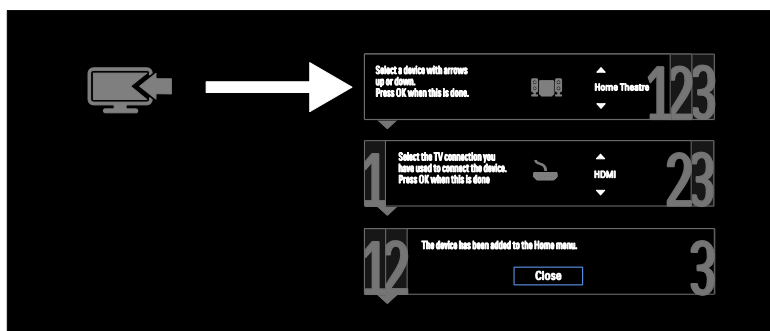 Select a device with arrows
up or down.
Press OK when this is done.
Home Theatre
123
1
Select the TV connection you
have used to connect the device.
Press OK when this is done
HDMI
23
12
The device has been added to the Home menu.
Close
3